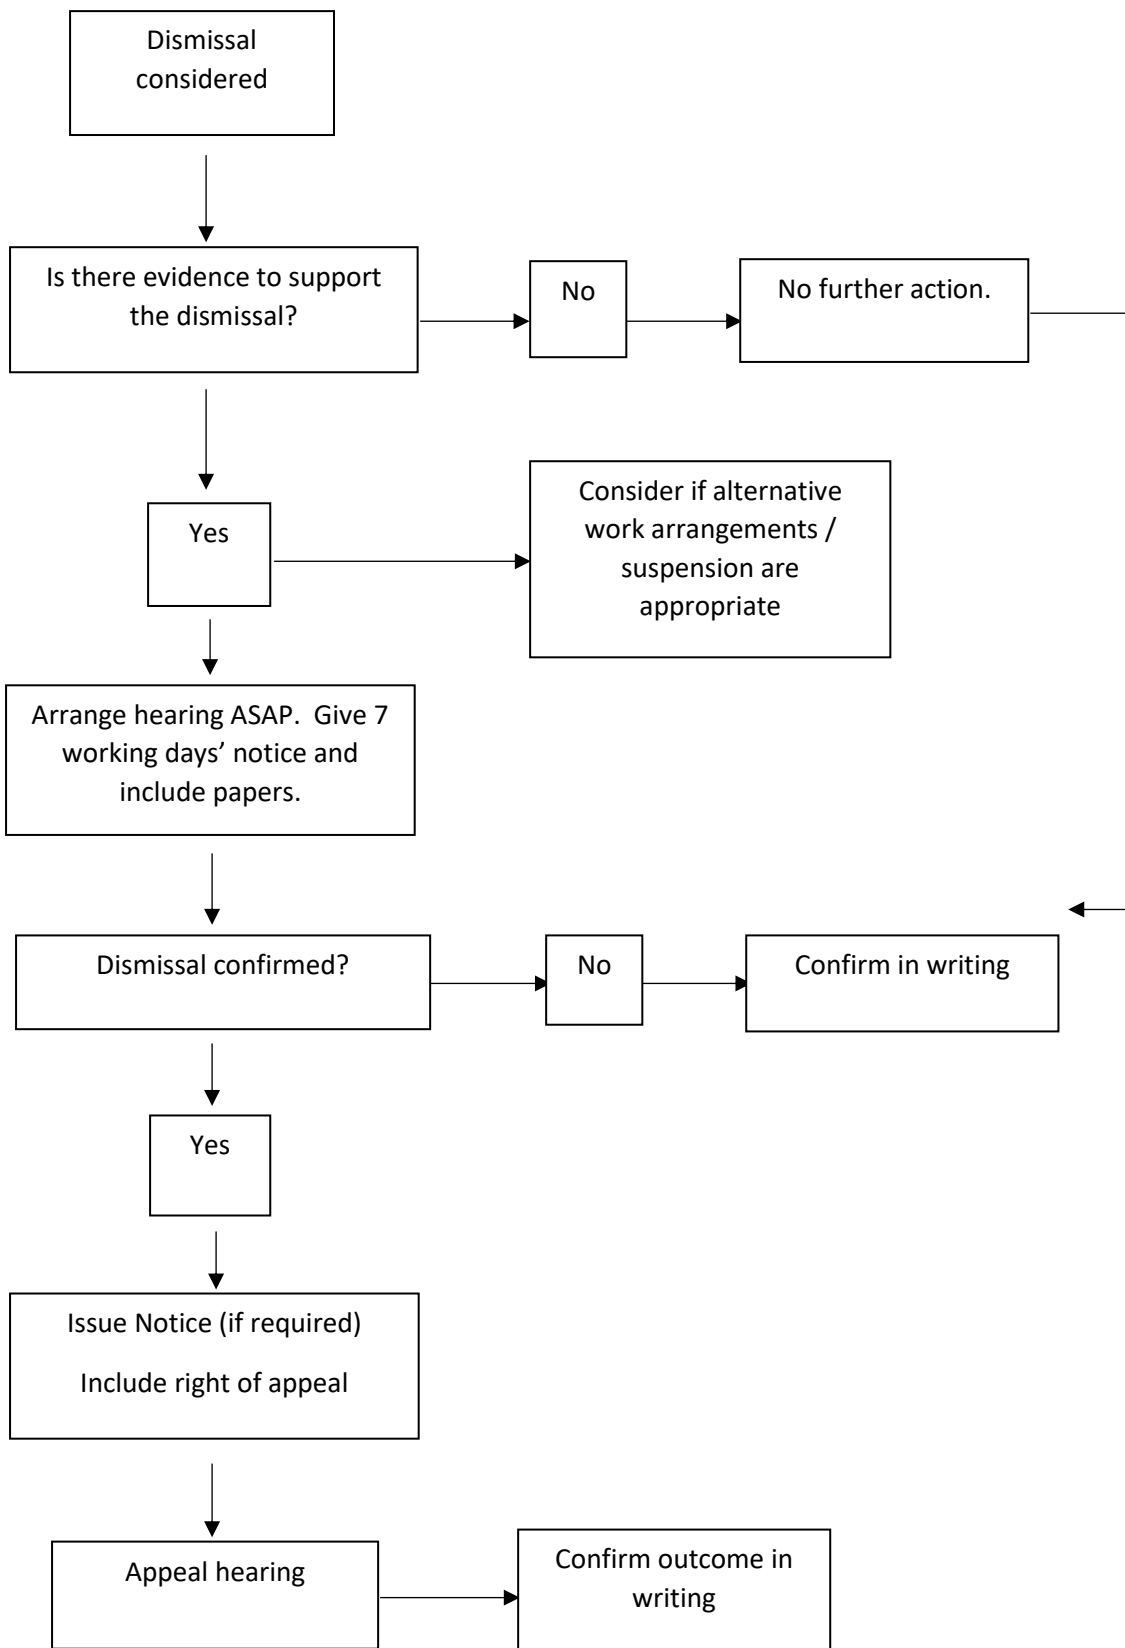 Dismissal
considered
Is there evidence to support
the dismissal?
No
No further action.
Yes
Consider if alternative
work arrangements /
suspension are
appropriate
Arrange hearing ASAP.  Give 7
working days’ notice and
include papers.
Dismissal confirmed?
No
Confirm in writing
Yes
Issue Notice (if required)
Include right of appeal
Appeal hearing
Confirm outcome in
writing